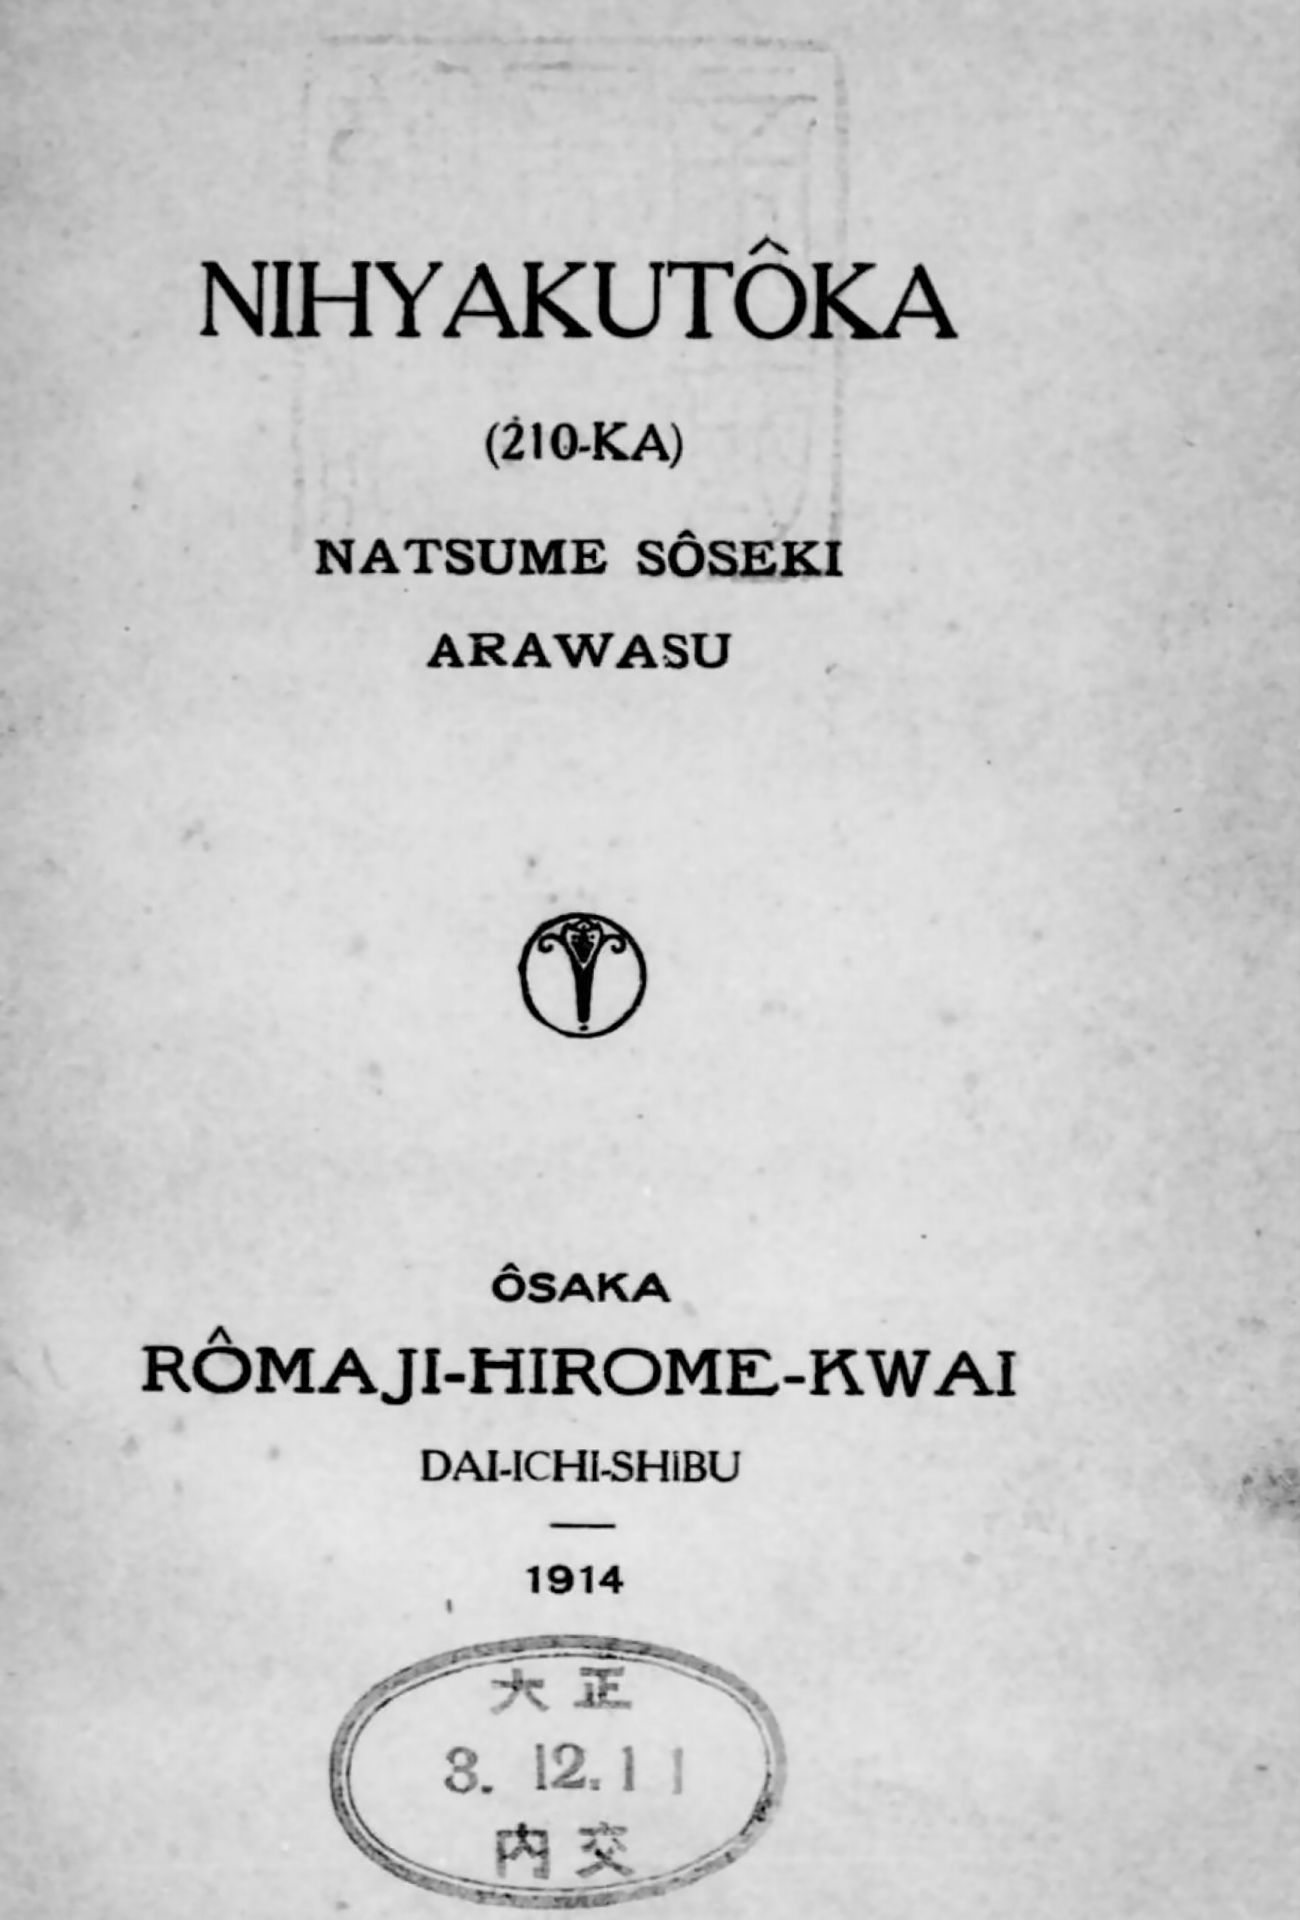 NIHYAKUTÔKA
(210-KA)
NATSUME SÔSEKI
ARAWASU
ÔSAKA
RÔMAJI-HIROME-KWAI
DAI-ICHI-SHIBU
1914
大正
3. 12. 11
内交